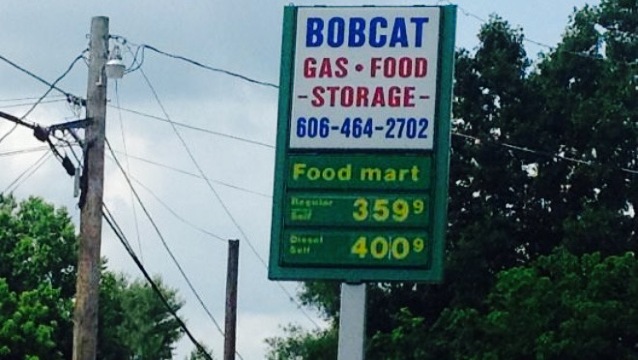 BOBCAT
GAS • FOOD
-STORAGE-
606-464-2702
Food mart
Regular
Self
359 9
Diesel
Self
400 9